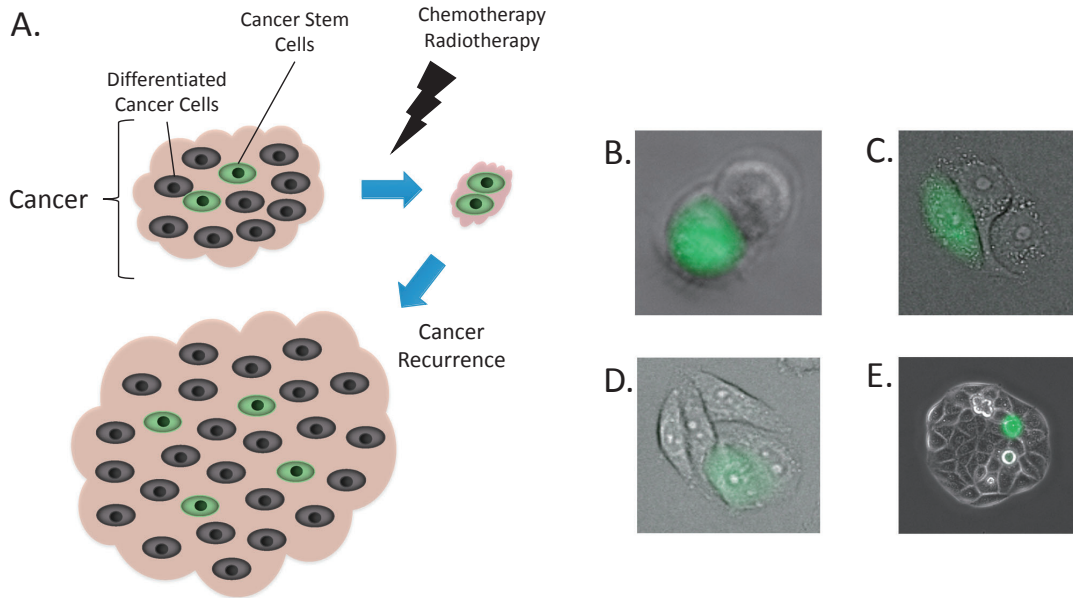 A.
Cancer Stem
Cells
Chemotherapy
Radiotherapy
Differentiated
Cancer Cells
Cancer
Cancer
Recurrence
B.
C.
D.
E.